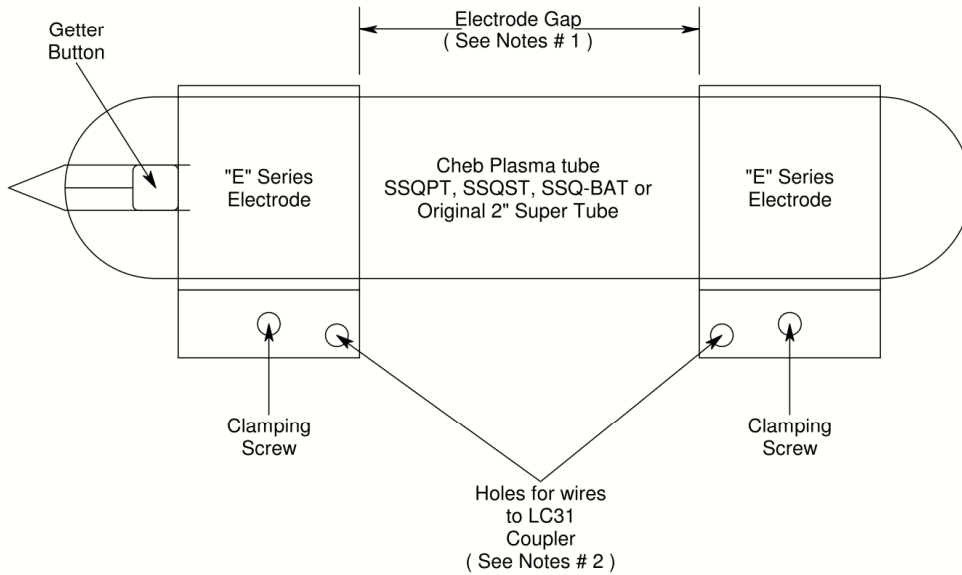 Electrode Gap
( See Notes # 1 )
Getter
Button
"E" Series
Electrode
Cheb Plasma tube
SSQPT, SSQST, SSQ-BAT or
Original 2" Super Tube
"E" Series
Electrode
Clamping
Screw
Clamping
Screw
Holes for wires
to LC31
Coupler
( See Notes # 2 )